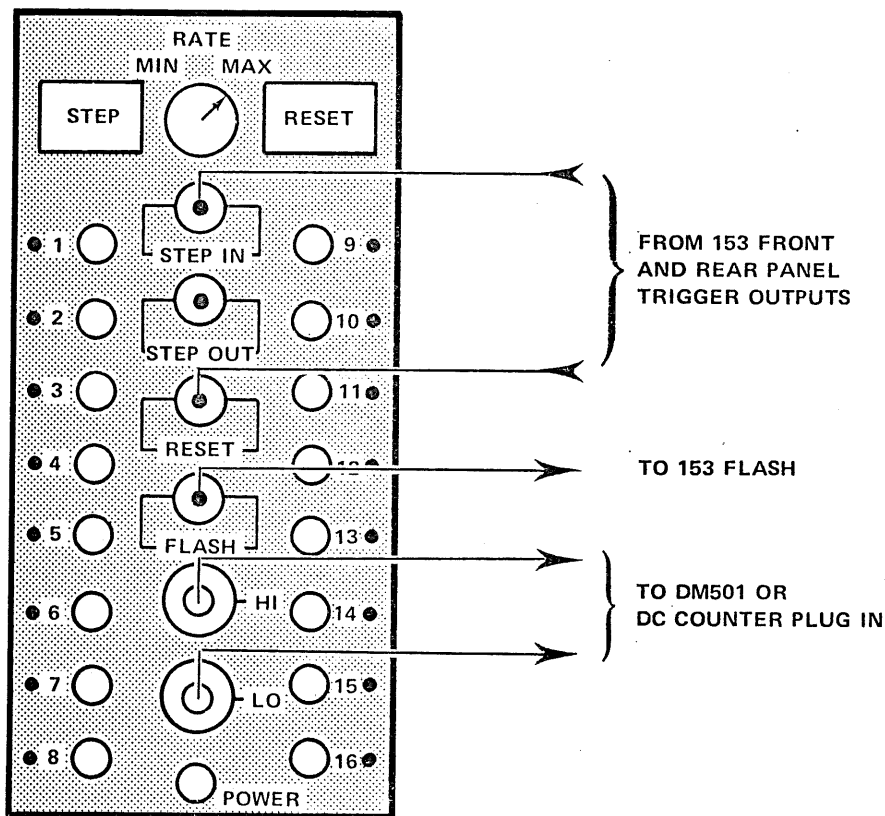 RATE
MIN MAX
STEP
RESET
STEP IN
STEP OUT
RESET
FLASH
HI
LO
POWER
1
2
3
4
5
6
7
8
9
10
11
12
13
14
15
16
FROM 153 FRONT
AND REAR PANEL
TRIGGER OUTPUTS
TO 153 FLASH
TO DM501 OR
DC COUNTER PLUG IN